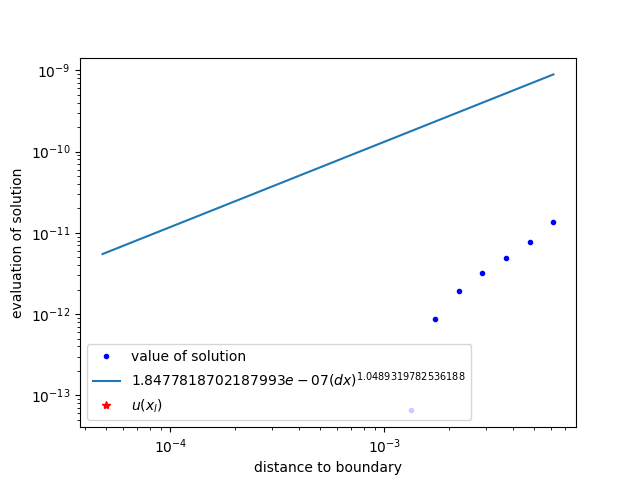 10⁻⁹
10⁻¹⁰
10⁻¹¹
10⁻¹²
10⁻¹³
evaluation of solution
value of solution
1.8477818702187993e − 07(dx)^1.0489319782536188
u(x_l)
10⁻⁴
10⁻³
distance to boundary